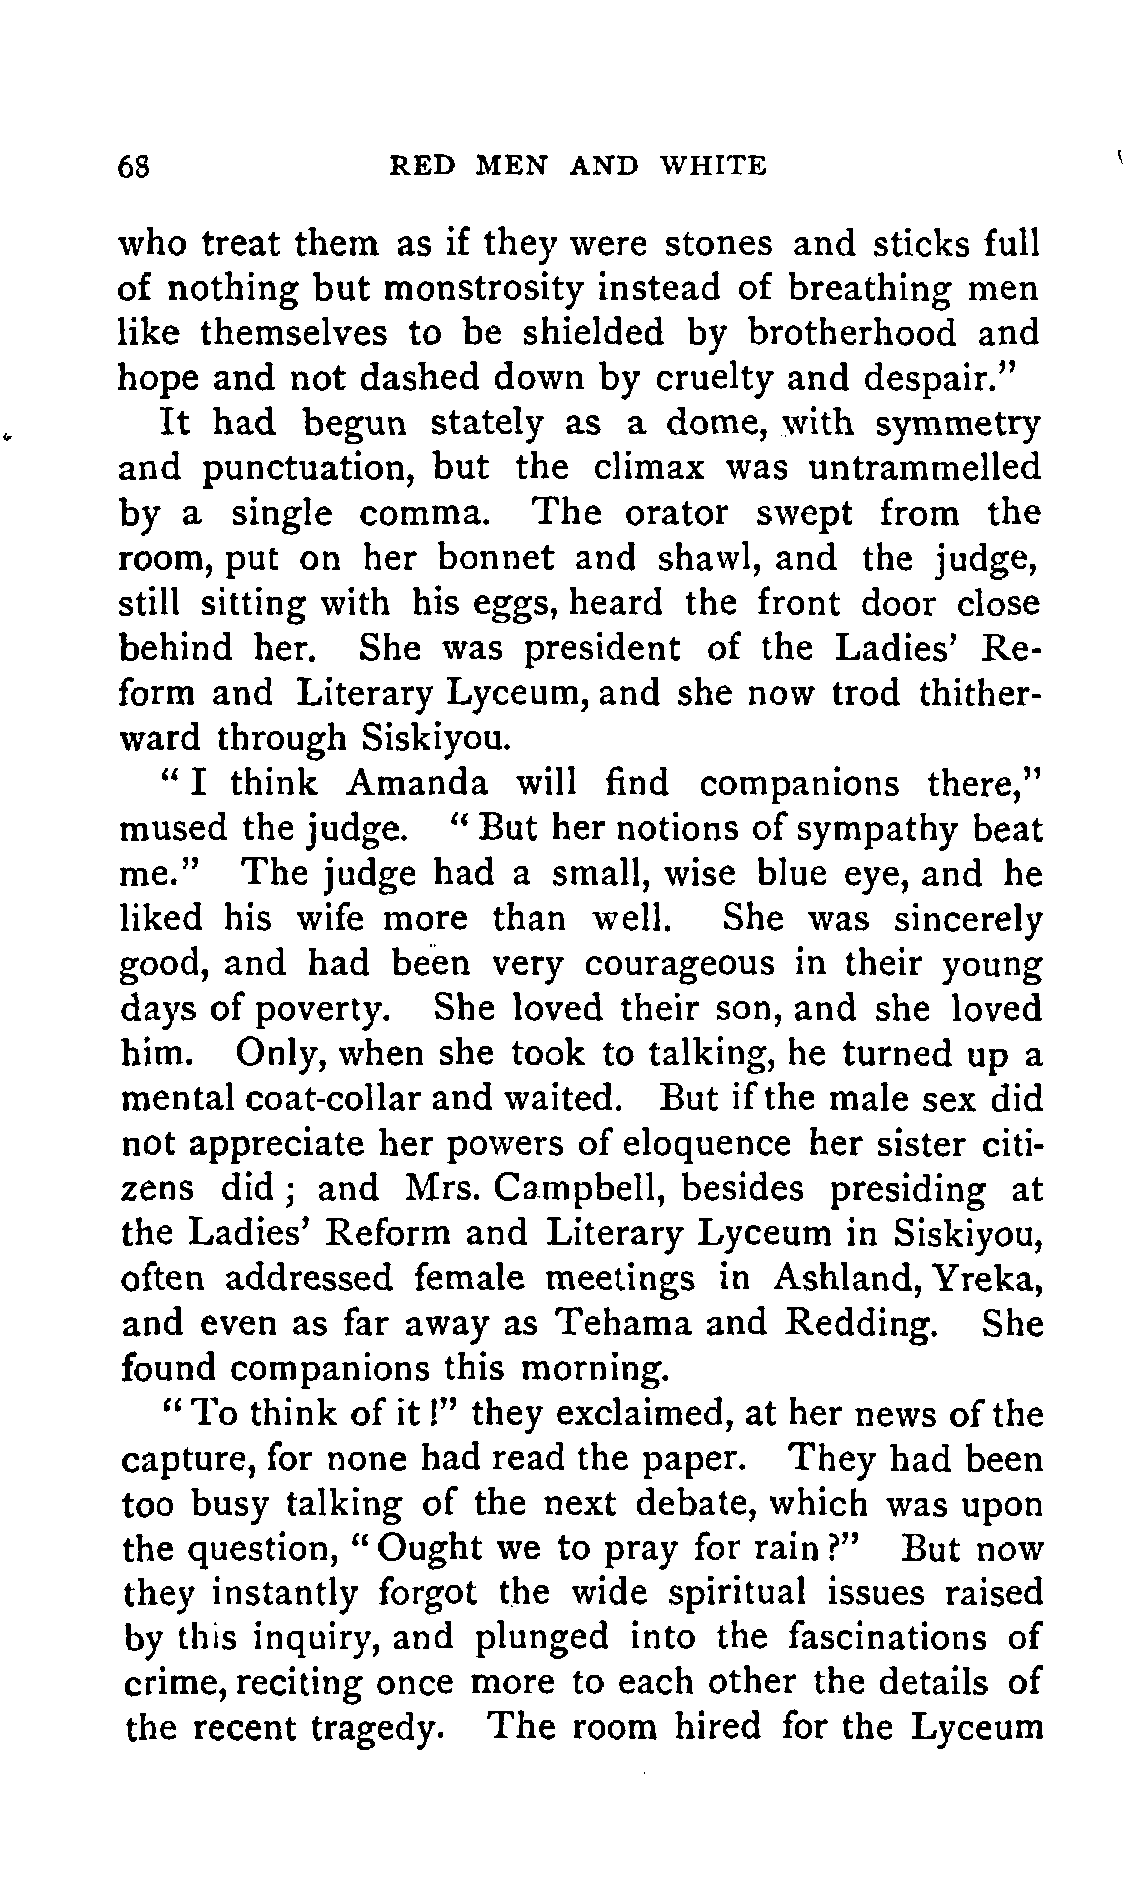 68 RED MEN AND WHITE
who treat them as if they were stones and sticks full
of nothing but monstrosity instead of breathing men
like themselves to be shielded by brotherhood and
hope and not dashed down by cruelty and despair."
It had begun stately as a dome, with symmetry
and punctuation, but the climax was untrammelled
by a single comma. The orator swept from the
room, put on her bonnet and shawl, and the judge,
still sitting with his eggs, heard the front door close
behind her. She was president of the Ladies' Re-
form and Literary Lyceum, and she now trod thither-
ward through Siskiyou.
"I think Amanda will find companions there,"
mused the judge. "But her notions of sympathy beat
me." The judge had a small, wise blue eye, and he
liked his wife more than well. She was sincerely
good, and had been very courageous in their young
days of poverty. She loved their son, and she loved
him. Only, when she took to talking, he turned up a
mental coat-collar and waited. But if the male sex did
not appreciate her powers of eloquence her sister citi-
zens did; and Mrs. Campbell, besides presiding at
the Ladies' Reform and Literary Lyceum in Siskiyou,
often addressed female meetings in Ashland, Yreka,
and even as far away as Tehama and Redding. She
found companions this morning.
"To think of it!" they exclaimed, at her news of the
capture, for none had read the paper. They had been
too busy talking of the next debate, which was upon
the question, "Ought we to pray for rain?" But now
they instantly forgot the wide spiritual issues raised
by this inquiry, and plunged into the fascinations of
crime, reciting once more to each other the details of
the recent tragedy. The room hired for the Lyceum